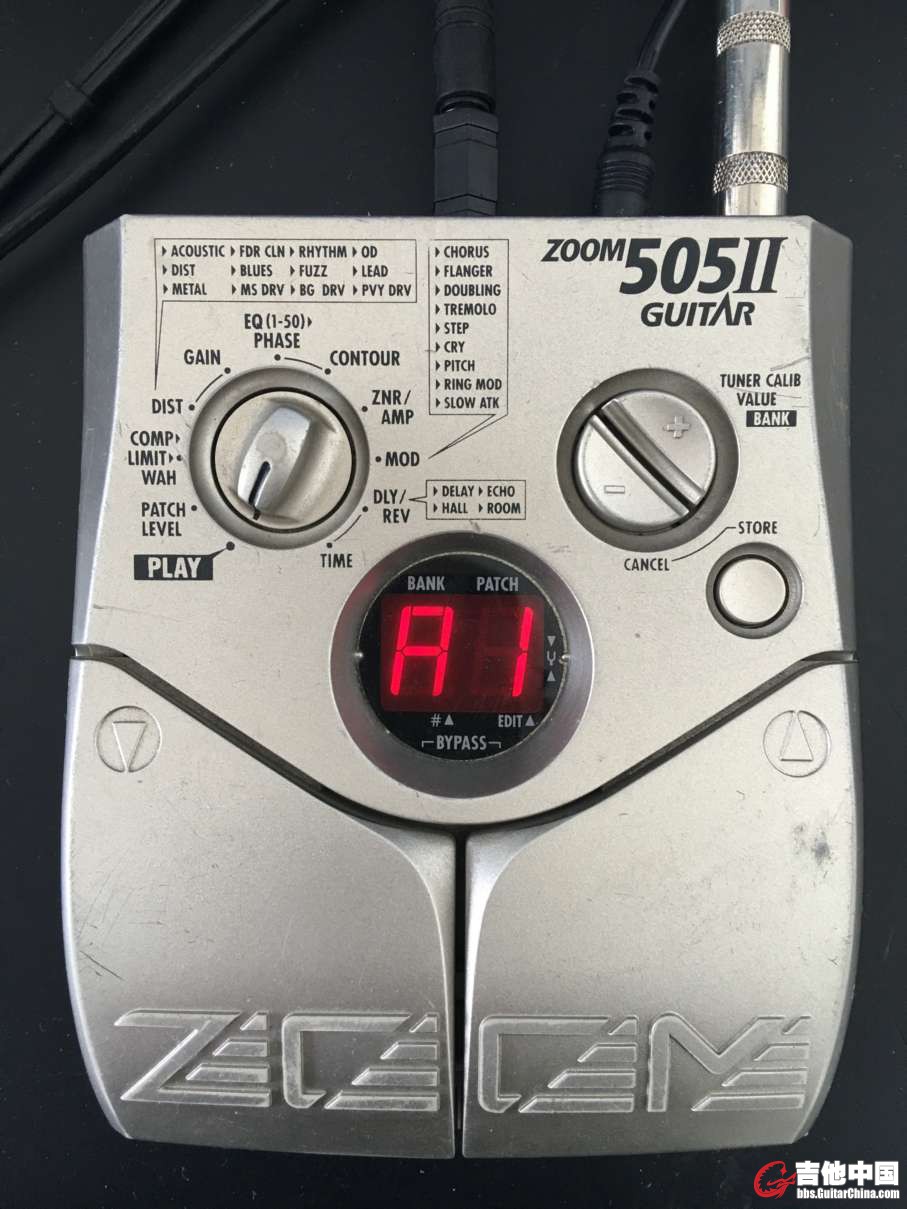 ACOUSTIC FDR CLN RHYTHM OD
DIST BLUES FUZZ LEAD
METAL MS DRV BG DRV PVY DRV
CHORUS
FLANGER
DOUBLING
TREMOLO
STEP
CRY
PITCH
RING MOD
SLOW ATK
ZOOM 505II
GUITAR
EQ (1-50)
PHASE
GAIN
CONTOUR
DIST
ZNR/
AMP
COMP
LIMIT
WAH
MOD
PATCH
LEVEL
DLY/
REV
DELAY ECHO
HALL ROOM
PLAY
TIME
TUNER CALIB
VALUE
BANK
+
-
STORE
CANCEL
BANK PATCH
A1
Y
# EDIT
BYPASS
ZOOM
吉他中国
bbs.GuitarChina.com